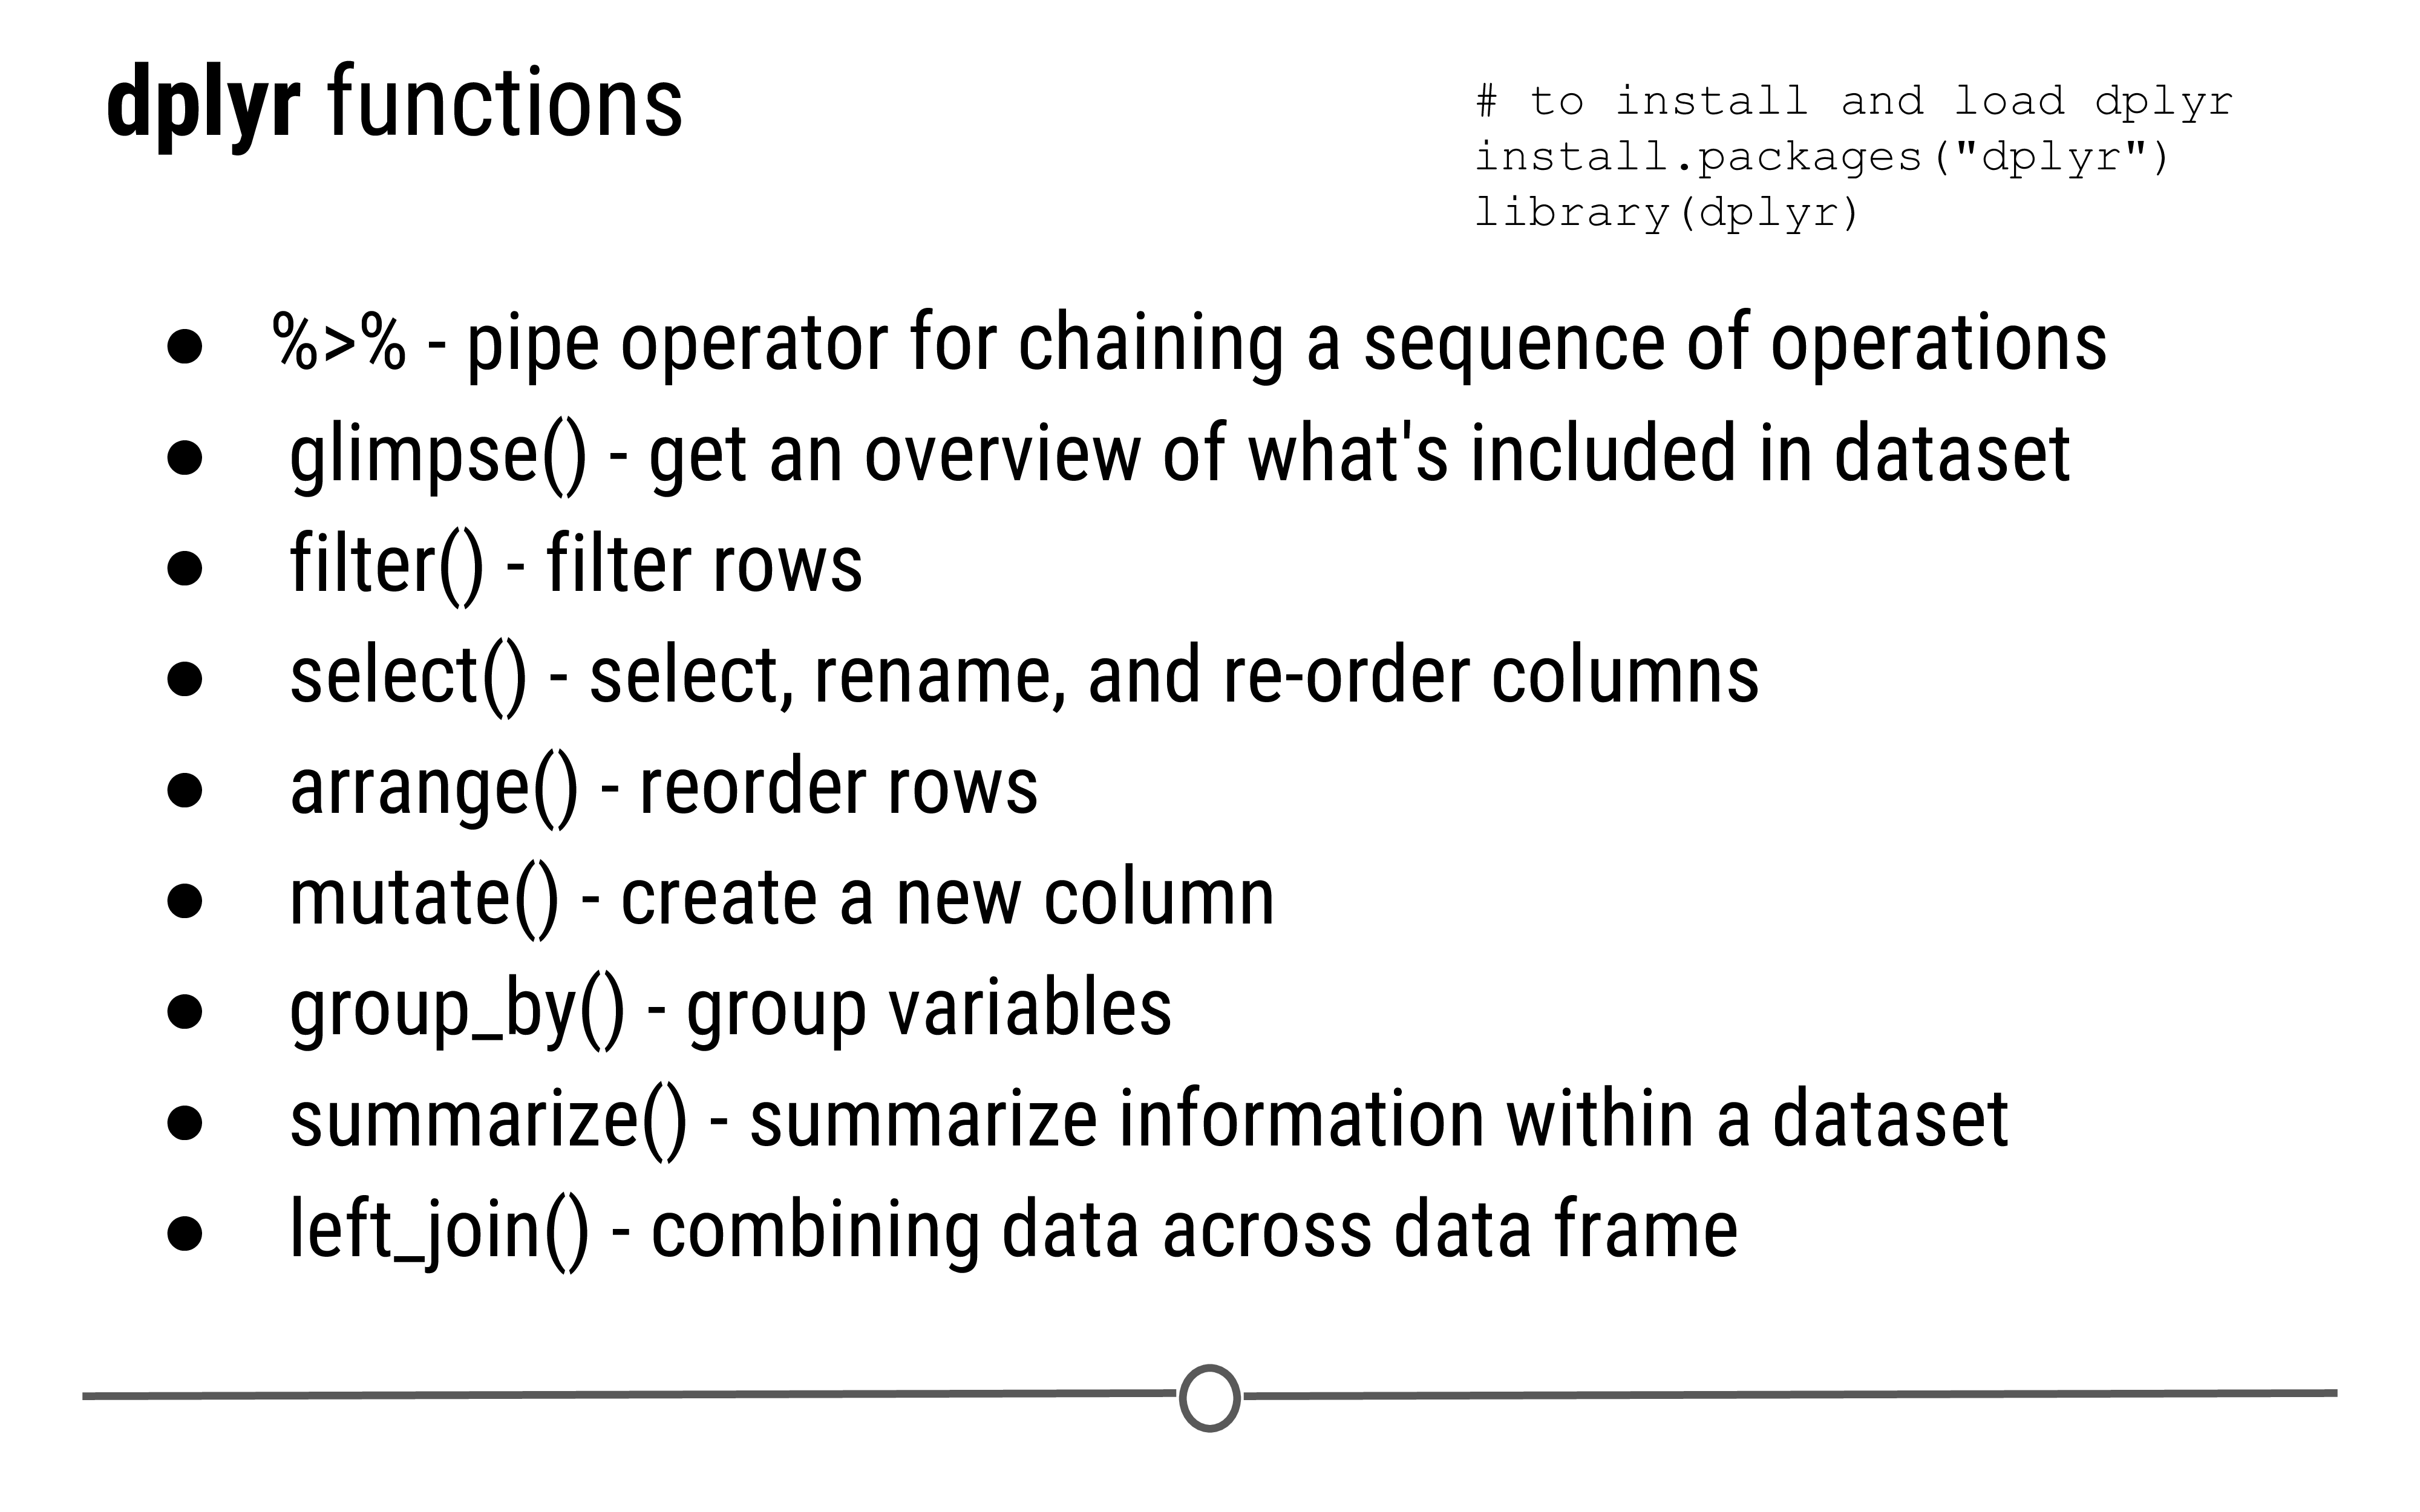 dplyr functions
# to install and load dplyr
install.packages("dplyr")
library(dplyr)
● %>% - pipe operator for chaining a sequence of operations
● glimpse() - get an overview of what's included in dataset
● filter() - filter rows
● select() - select, rename, and re-order columns
● arrange() - reorder rows
● mutate() - create a new column
● group_by() - group variables
● summarize() - summarize information within a dataset
● left_join() - combining data across data frame